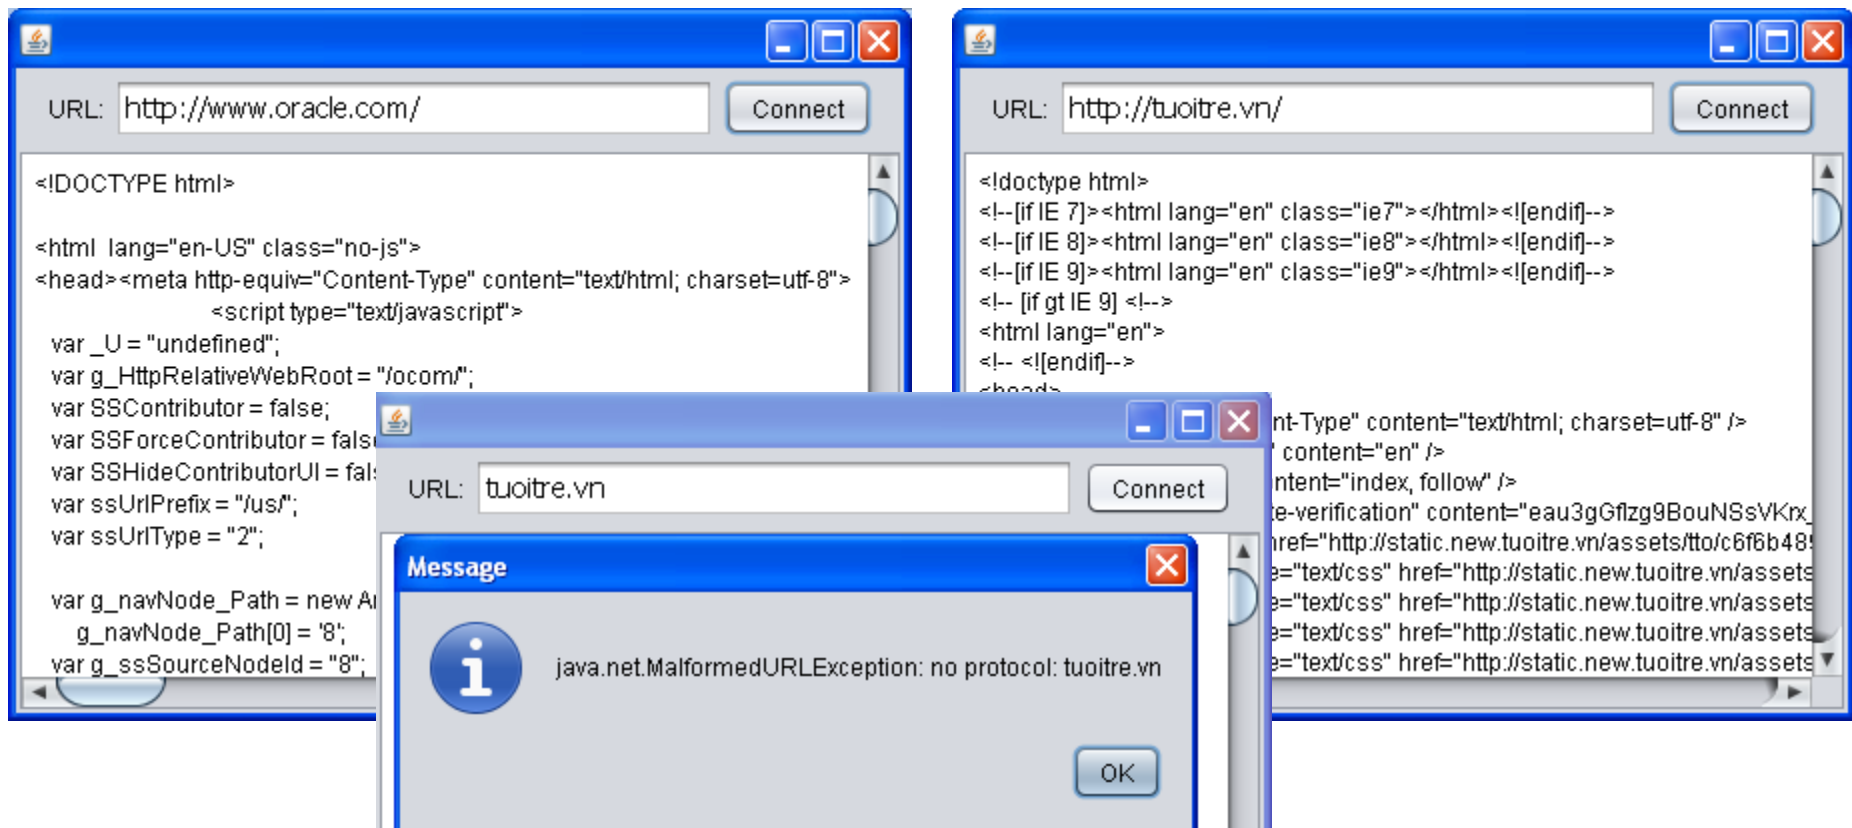 URL: http://www.oracle.com/ Connect
<!DOCTYPE html>
<html  lang="en-US" class="no-js">
<head><meta http-equiv="Content-Type" content="text/html; charset=utf-8">
<script type="text/javascript">
var _U = "undefined";
var g_HttpRelativeWebRoot = "/ocom/";
var SSContributor = false;
var SSForceContributor = false
var SSHideContributorUI = fal
var ssUrlPrefix = "/us/";
var ssUrlType = "2";
var g_navNode_Path = new A
g_navNode_Path[0] = '8';
var g_ssSourceNodeId = "8";
URL: http://tuoitre.vn/ Connect
<!doctype html>
<!--[if IE 7]><html lang="en" class="ie7"></html><![endif]-->
<!--[if IE 8]><html lang="en" class="ie8"></html><![endif]-->
<!--[if IE 9]><html lang="en" class="ie9"></html><![endif]-->
<!-- [if gt IE 9] <!-->
<html lang="en">
<!-- <![endif]-->
<head>
nt-Type" content="text/html; charset=utf-8" />
" content="en" />
ntent="index, follow" />
e-verification" content="eau3gGflzg9BouNSsVKrx_
href="http://static.new.tuoitre.vn/assets/tto/c6f6b48
e="text/css" href="http://static.new.tuoitre.vn/assets
e="text/css" href="http://static.new.tuoitre.vn/assets
e="text/css" href="http://static.new.tuoitre.vn/assets
e="text/css" href="http://static.new.tuoitre.vn/assets
URL: tuoitre.vn Connect
Message
java.net.MalformedURLException: no protocol: tuoitre.vn
OK